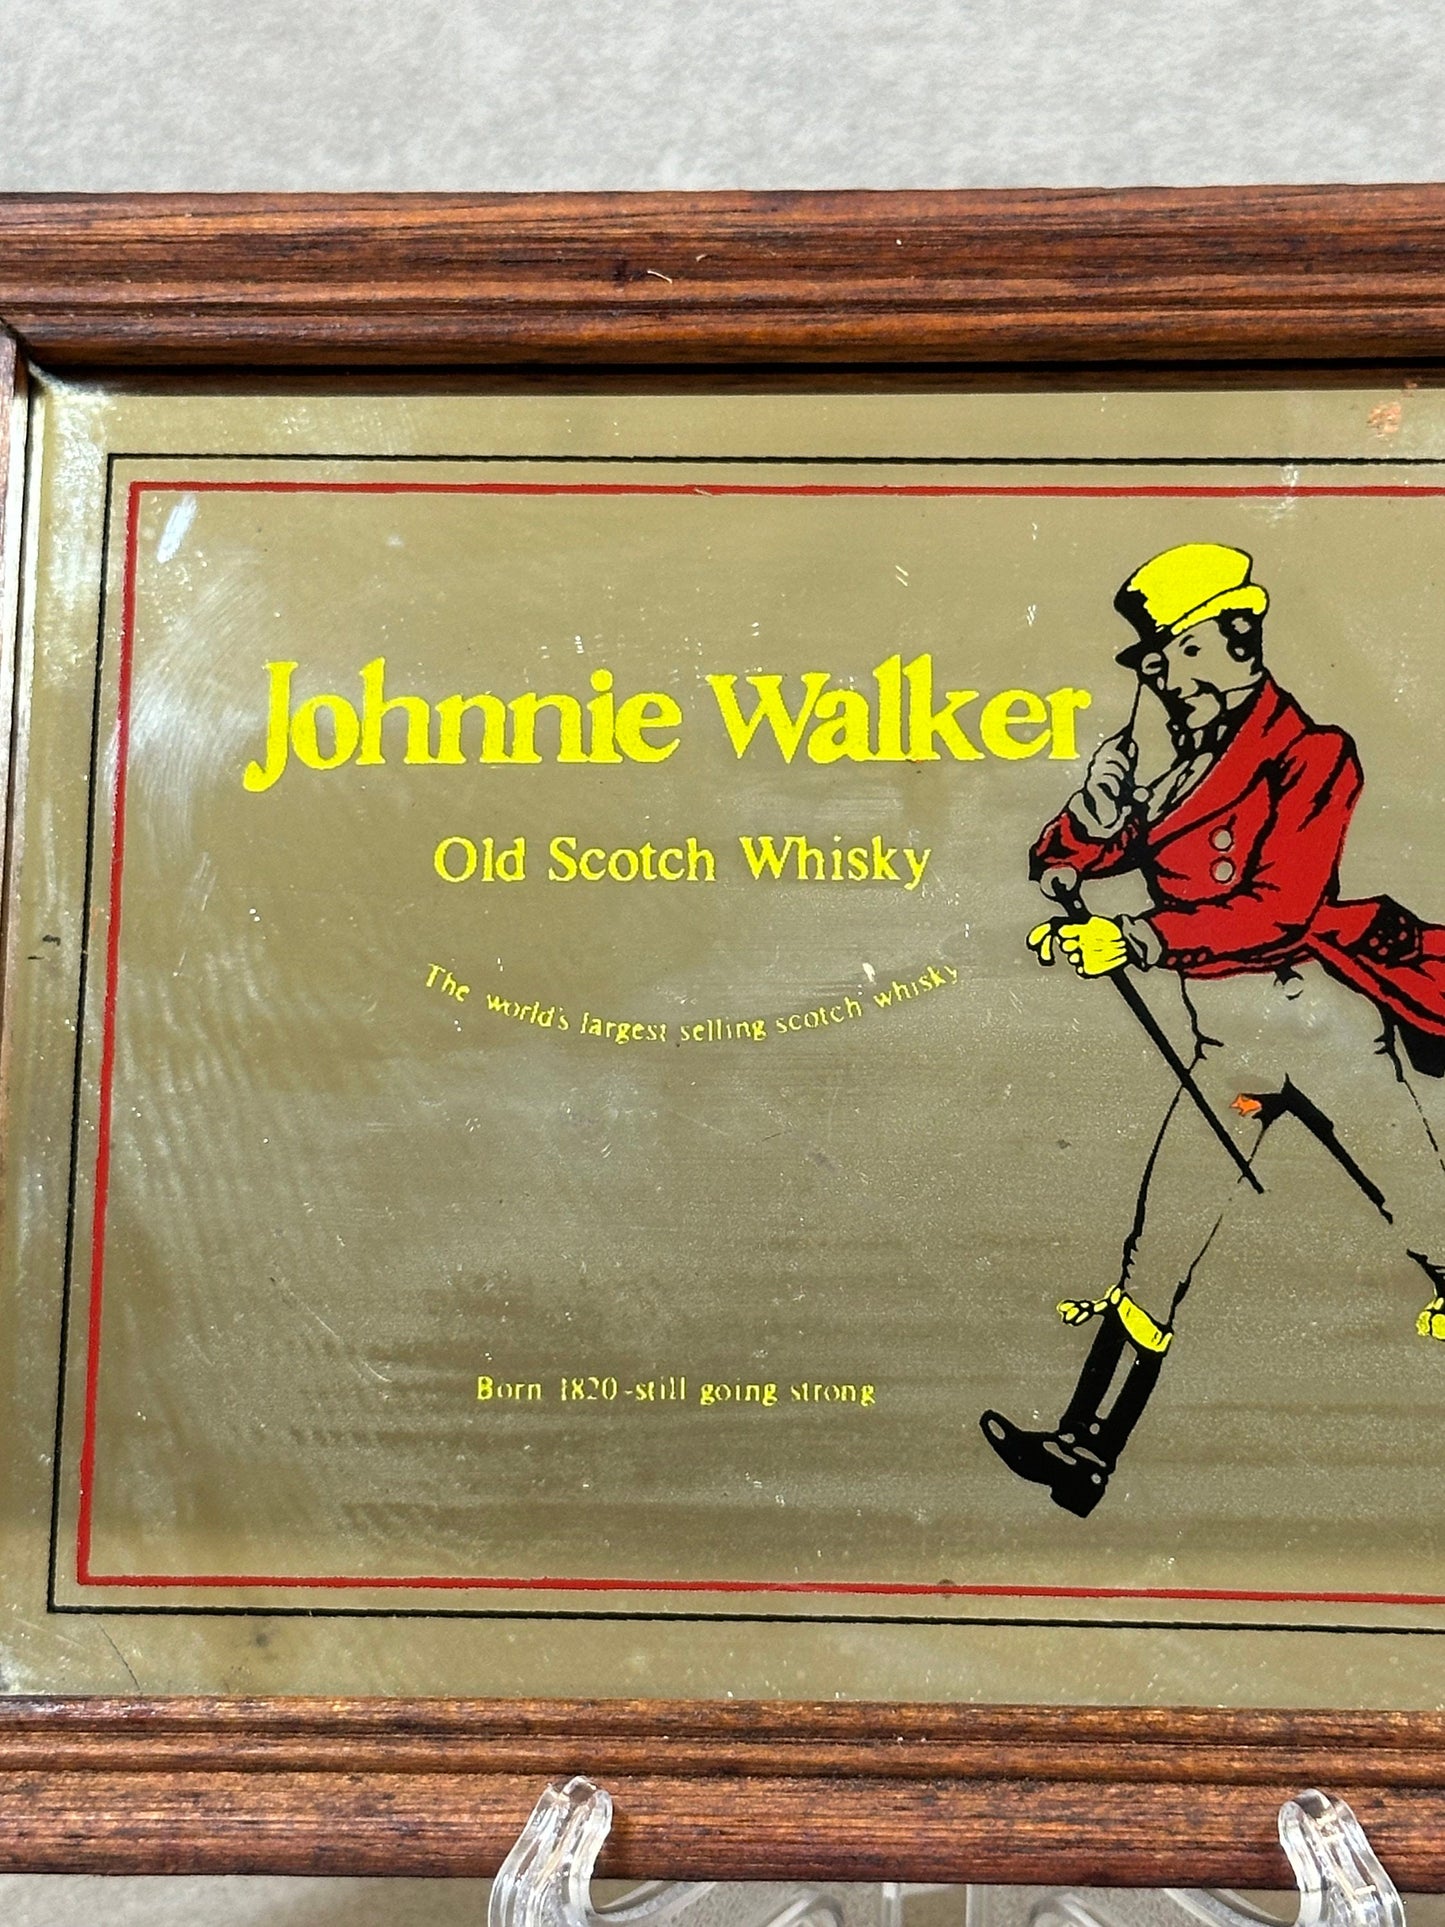 Johnnie Walker
Old Scotch Whisky
The world's largest selling scotch whisky
Born 1820-still going strong